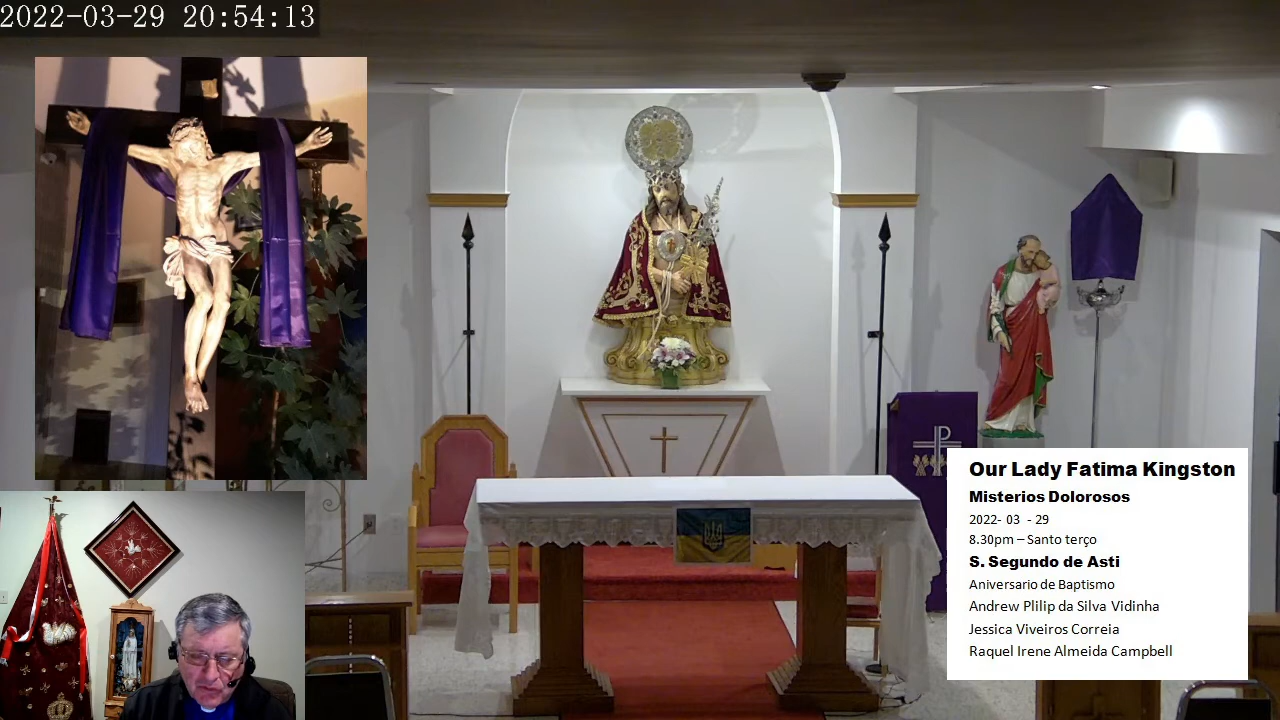 2022-03-29 20:54:13
Our Lady Fatima Kingston
Misterios Dolorosos
2022- 03 - 29
8.30pm – Santo terço
S. Segundo de Asti
Aniversario de Baptismo
Andrew Plilip da Silva Vidinha
Jessica Viveiros Correia
Raquel Irene Almeida Campbell